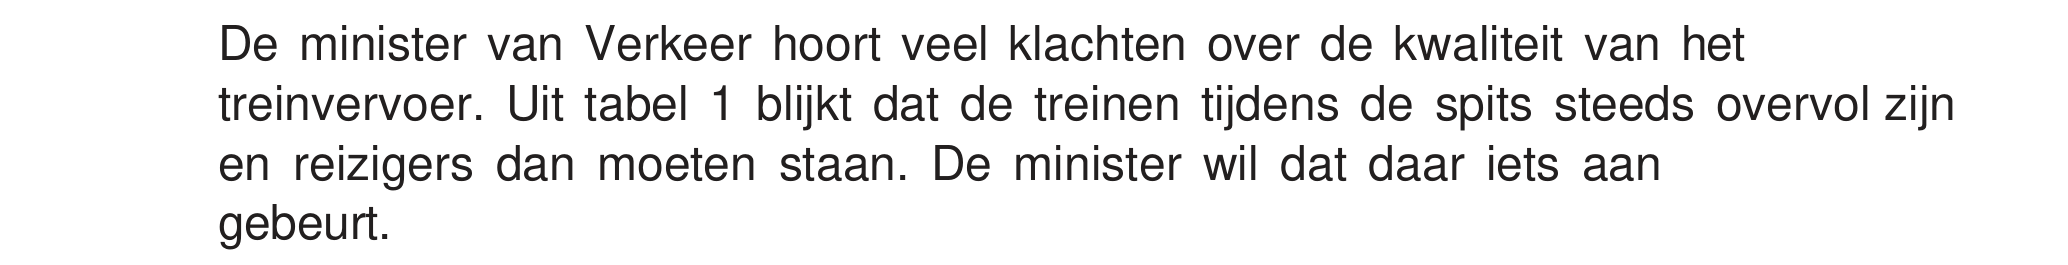 De minister van Verkeer hoort veel klachten over de kwaliteit van het
treinvervoer. Uit tabel 1 blijkt dat de treinen tijdens de spits steeds overvol zijn
en reizigers dan moeten staan. De minister wil dat daar iets aan
gebeurt.